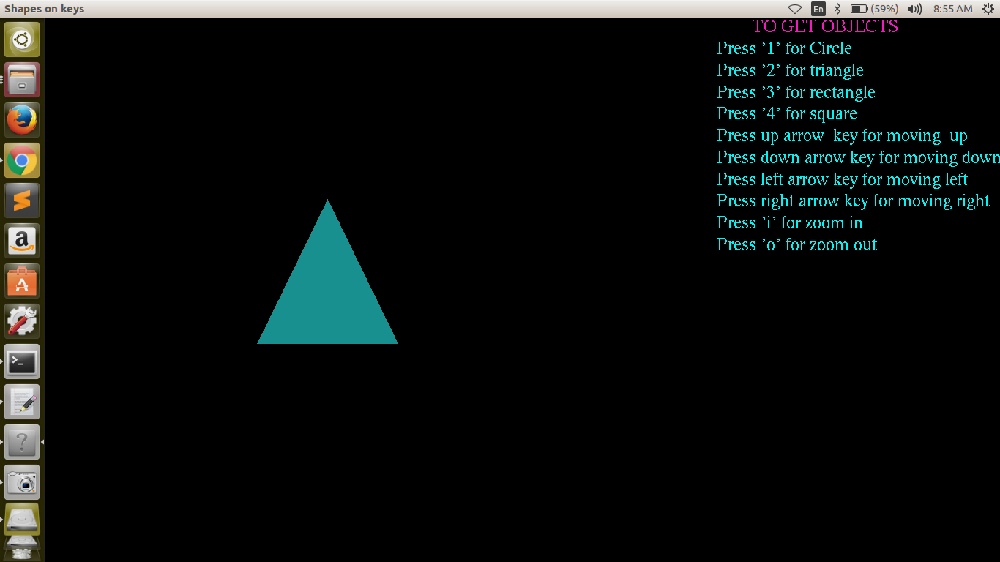 Shapes on keys
En
(59%)
8:55 AM
TO GET OBJECTS
Press ’1’ for Circle
Press ’2’ for triangle
Press ’3’ for rectangle
Press ’4’ for square
Press up arrow  key for moving  up
Press down arrow key for moving down
Press left arrow key for moving left
Press right arrow key for moving right
Press ’i’ for zoom in
Press ’o’ for zoom out
a
A
>_
?